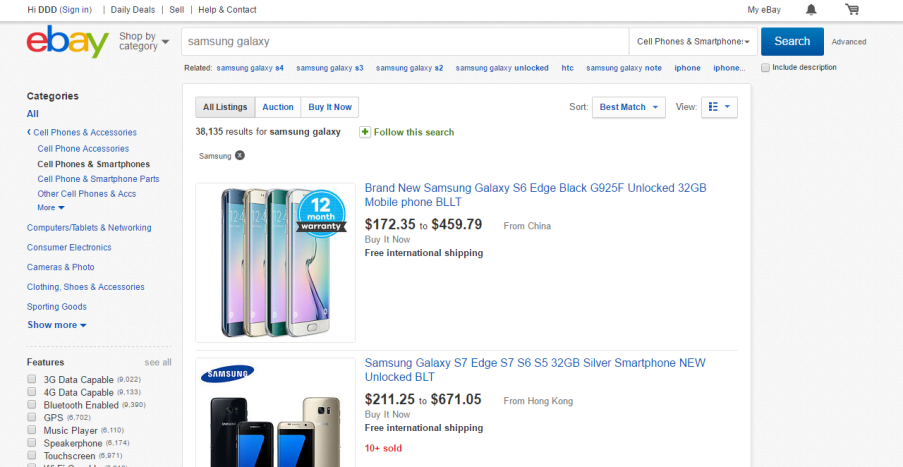 Hi DDD (Sign in) | Daily Deals | Sell | Help & Contact
My eBay
ebay
Shop by
category
samsung galaxy
Cell Phones & Smartphone:
Search
Advanced
Related: samsung galaxy s4 samsung galaxy s3 samsung galaxy s2 samsung galaxy unlocked htc samsung galaxy note iphone iphone...
Include description
Categories
All
Cell Phones & Accessories
Cell Phone Accessories
Cell Phones & Smartphones
Cell Phone & Smartphone Parts
Other Cell Phones & Accs
More
Computers/Tablets & Networking
Consumer Electronics
Cameras & Photo
Clothing, Shoes & Accessories
Sporting Goods
Show more
Features see all
3G Data Capable (9,022)
4G Data Capable (9,133)
Bluetooth Enabled (9,390)
GPS (6,702)
Music Player (6,110)
Speakerphone (6,174)
Touchscreen (6,971)
All Listings Auction Buy It Now
Sort: Best Match View:
38,135 results for samsung galaxy
Follow this search
Samsung
12
month
warranty
Brand New Samsung Galaxy S6 Edge Black G925F Unlocked 32GB
Mobile phone BLLT
$172.35 to $459.79 From China
Buy It Now
Free international shipping
SAMSUNG
Samsung Galaxy S7 Edge S7 S6 S5 32GB Silver Smartphone NEW
Unlocked BLT
$211.25 to $671.05 From Hong Kong
Buy It Now
Free international shipping
10+ sold